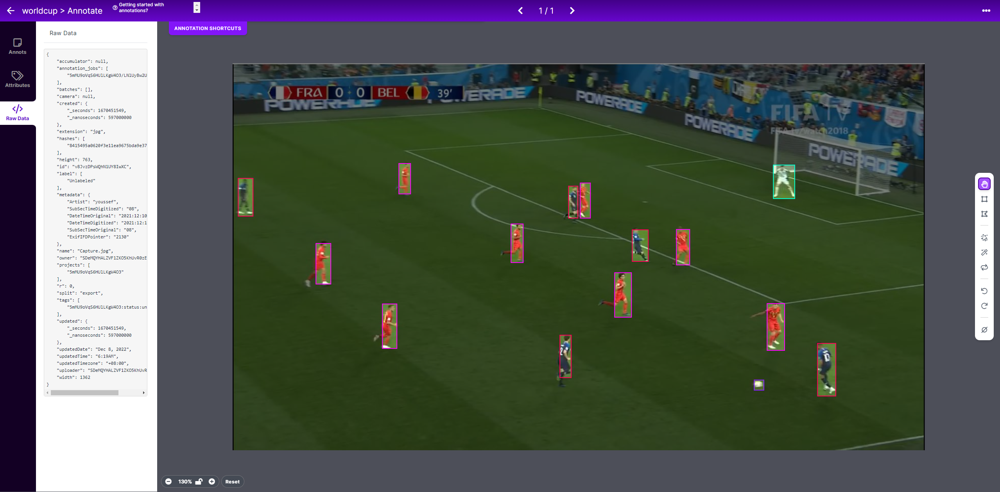 worldcup > Annotate
Getting started with
annotations?
1 / 1
Annots
Attributes
Raw Data
Raw Data
{
"accumulator": null,
"annotation_jobs": [
"5mMU9oVqS6HUlLKgW4O3/LNlUyBw2U
],
"batches": [],
"camera": null,
"created": {
"_seconds": 1670451549,
"_nanoseconds": 597000000
},
"extension": "jpg",
"hashes": [
"8415495a0620f3e11ea9675bda9e37
],
"height": 763,
"id": "v8JvzDPsWQhN1UY8IwXC",
"label": [
"Unlabeled"
],
"metadata": {
"Artist": "youssef",
"SubSecTimeDigitized": "08",
"DateTimeOriginal": "2021:12:10
"DateTimeDigitized": "2021:12:1
"SubSecTimeOriginal": "08",
"ExifIFDPointer": "2130"
},
"name": "Capture.jpg",
"owner": "SDeMQYHALZVF1ZKO5KhUvR0zE
"projects": [
"5mMU9oVqS6HUlLKgW4O3"
],
"r": 0,
"split": "export",
"tags": [
"5mMU9oVqS6HUlLKgW4O3:status:un
],
"updated": {
"_seconds": 1670451549,
"_nanoseconds": 597000000
},
"updatedDate": "Dec 8, 2022",
"updatedTime": "6:19AM",
"updatedTimezone": "+08:00",
"uploader": "SDeMQYHALZVF1ZKO5KhUvR
"width": 1362
}
ANNOTATION SHORTCUTS
FRA 0 - 0 BEL 39'
POWERADE
POWERADE
POWERADE
POWERADE
POWERADE
FIFA TV
FIFA.tv/watch2018
2
10
130%
Reset